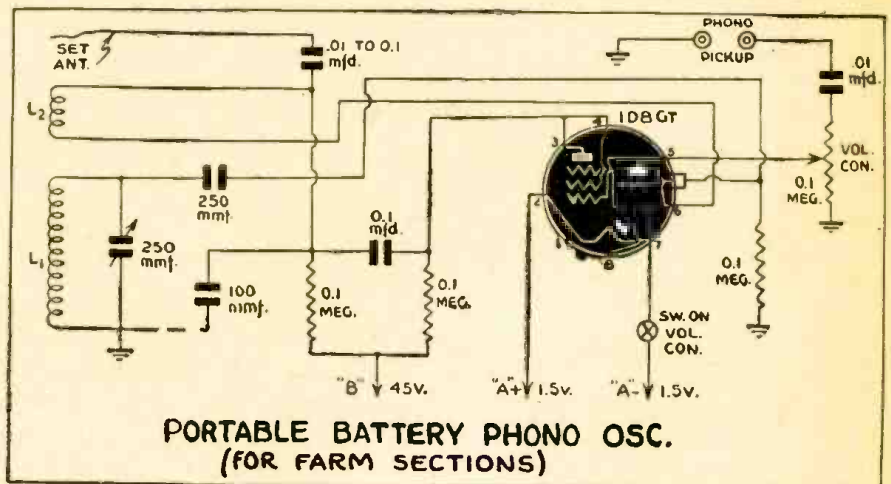 SET
ANT.
.01 TO 0.1
mfd.
PHONO
PICKUP
.01
mfd.
L2
1D8GT
4
3
5
VOL.
CON.
0.1
MEG.
250
mmf.
2
6
L1
250
mmf.
0.1
mfd.
1
8
7
100
mmf.
0.1
MEG.
0.1
MEG.
0.1
MEG.
SW. ON
VOL.
CON.
"B" 45V.
"A+" 1.5V.
"A-" 1.5V.
PORTABLE BATTERY PHONO OSC.
(FOR FARM SECTIONS)